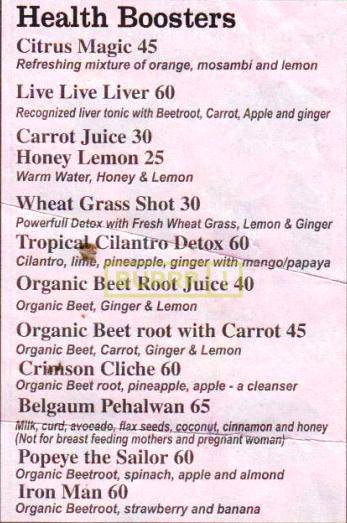 Health Boosters
Citrus Magic 45
Refreshing mixture of orange, mosambi and lemon
Live Live Liver 60
Recognized liver tonic with Beetroot, Carrot, Apple and ginger
Carrot Juice 30
Honey Lemon 25
Warm Water, Honey & Lemon
Wheat Grass Shot 30
Powerfull Detox with Fresh Wheat Grass, Lemon & Ginger
Tropical Cilantro Detox 60
Cilantro, lime, pineapple, ginger with mango/papaya
BURRP
Organic Beet Root Juice 40
Organic Beet, Ginger & Lemon
Organic Beet root with Carrot 45
Organic Beet, Carrot, Ginger & Lemon
Crimson Cliche 60
Organic Beet root, pineapple, apple - a cleanser
Belgaum Pehalwan 65
Milk, curd, avocado, flax seeds, coconut, cinnamon and honey
(Not for breast feeding mothers and pregnant woman)
Popeye the Sailor 60
Organic Beetroot, spinach, apple and almond
Iron Man 60
Organic Beetroot, strawberry and banana